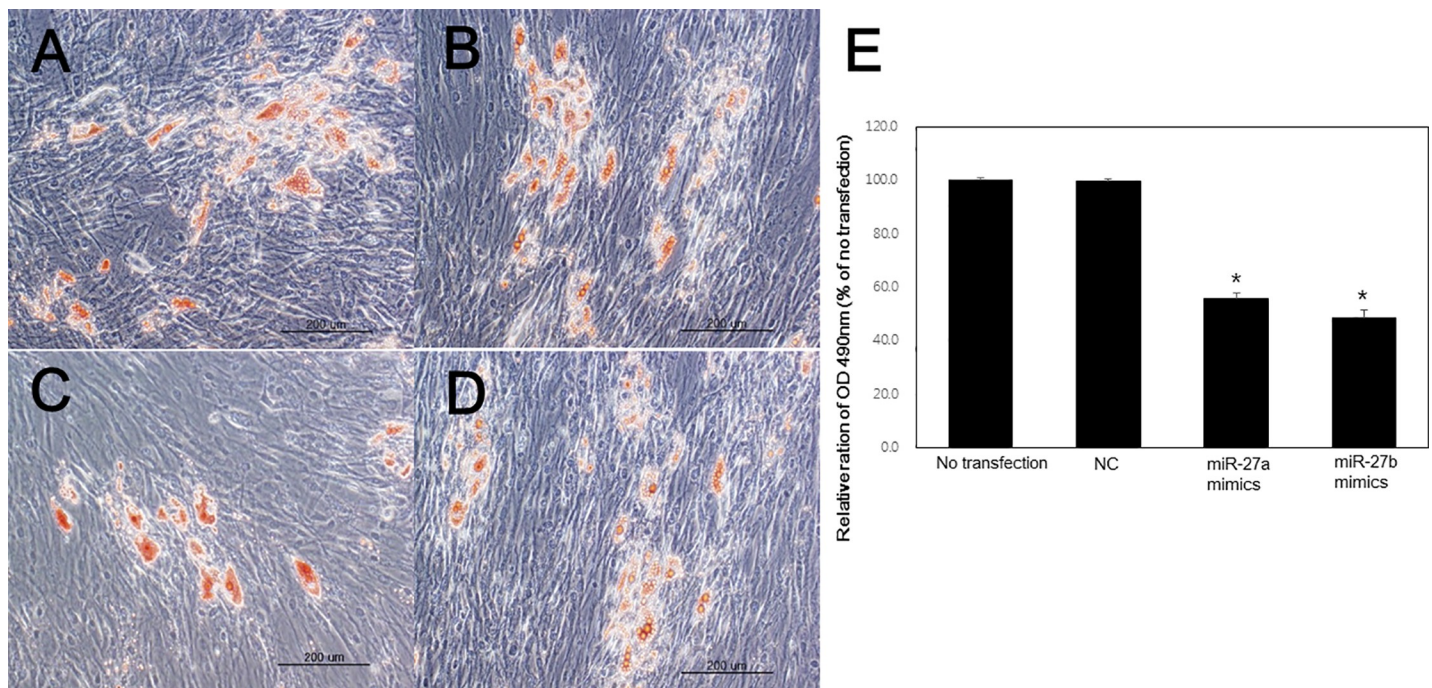 A
B
200 um
200 um
C
D
200 um
200 um
E
Relative ration of OD 490nm (% of no transfection)
120.0
100.0
80.0
60.0
40.0
20.0
0.0
*
*
No transfection
NC
miR-27a
mimics
miR-27b
mimics